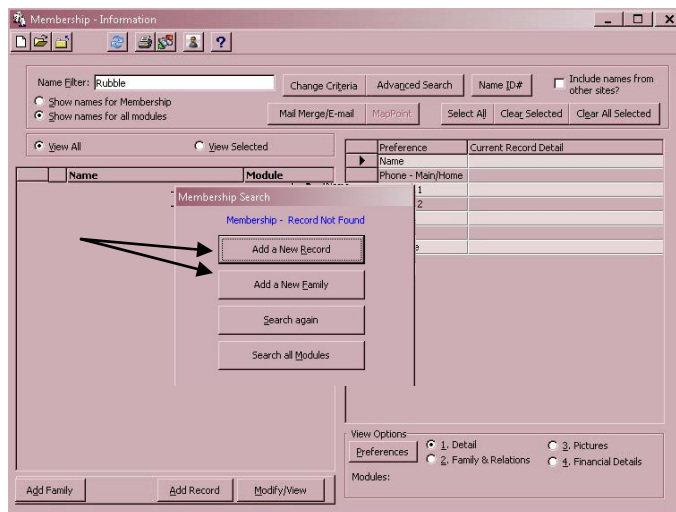 Membership - Information
Name Filter: Rubble
Change Criteria
Advanced Search
Name ID#
Include names from other sites?
Show names for Membership
Show names for all modules
Mail Merge/E-mail
MapPoint
Select All
Clear Selected
Clear All Selected
View All
View Selected
Name
Module
Preference
Current Record Detail
Name
Phone - Main/Home
1
2
Membership Search
Membership - Record Not Found
Add a New Record
Add a New Family
Search again
Search all Modules
View Options
Preferences
1. Detail
3. Pictures
2. Family & Relations
4. Financial Details
Modules:
Add Family
Add Record
Modify/View